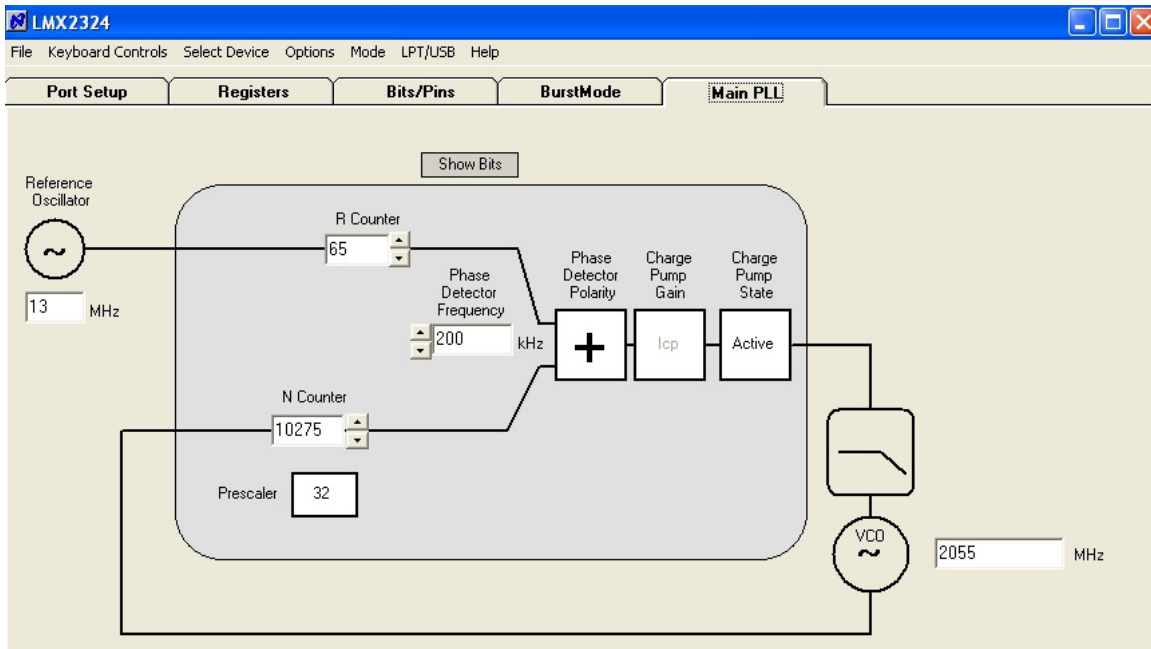 LMX2324
File Keyboard Controls Select Device Options Mode LPT/USB Help
Port Setup Registers Bits/Pins BurstMode Main PLL
Show Bits
Reference
Oscillator
13 MHz
R Counter
65
Phase
Detector
Frequency
200 kHz
Phase
Detector
Polarity
+
Charge
Pump
Gain
Icp
Charge
Pump
State
Active
N Counter
10275
Prescaler 32
VCO
2055 MHz